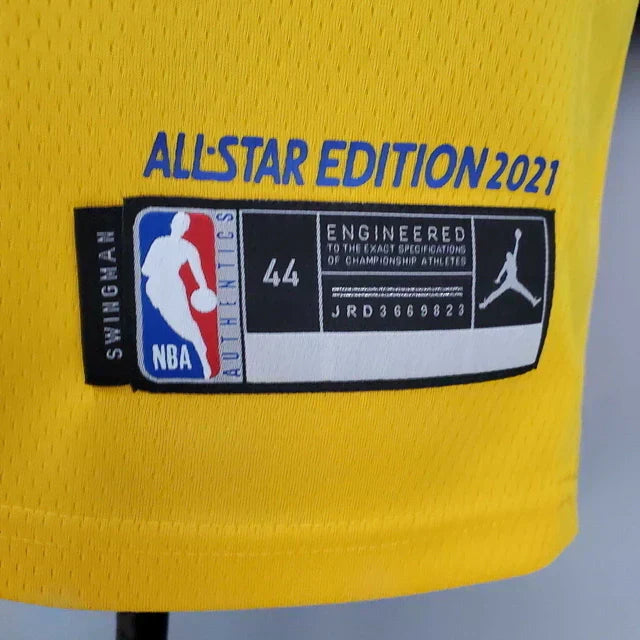 ALL-STAR EDITION 2021
SWINGMAN
NBA
AUTHENTICS
44
ENGINEERED
TO THE EXACT SPECIFICATIONS
OF CHAMPIONSHIP ATHLETES
JRD3669823